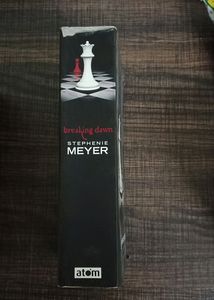 breaking dawn
STEPHENIE
MEYER
atom